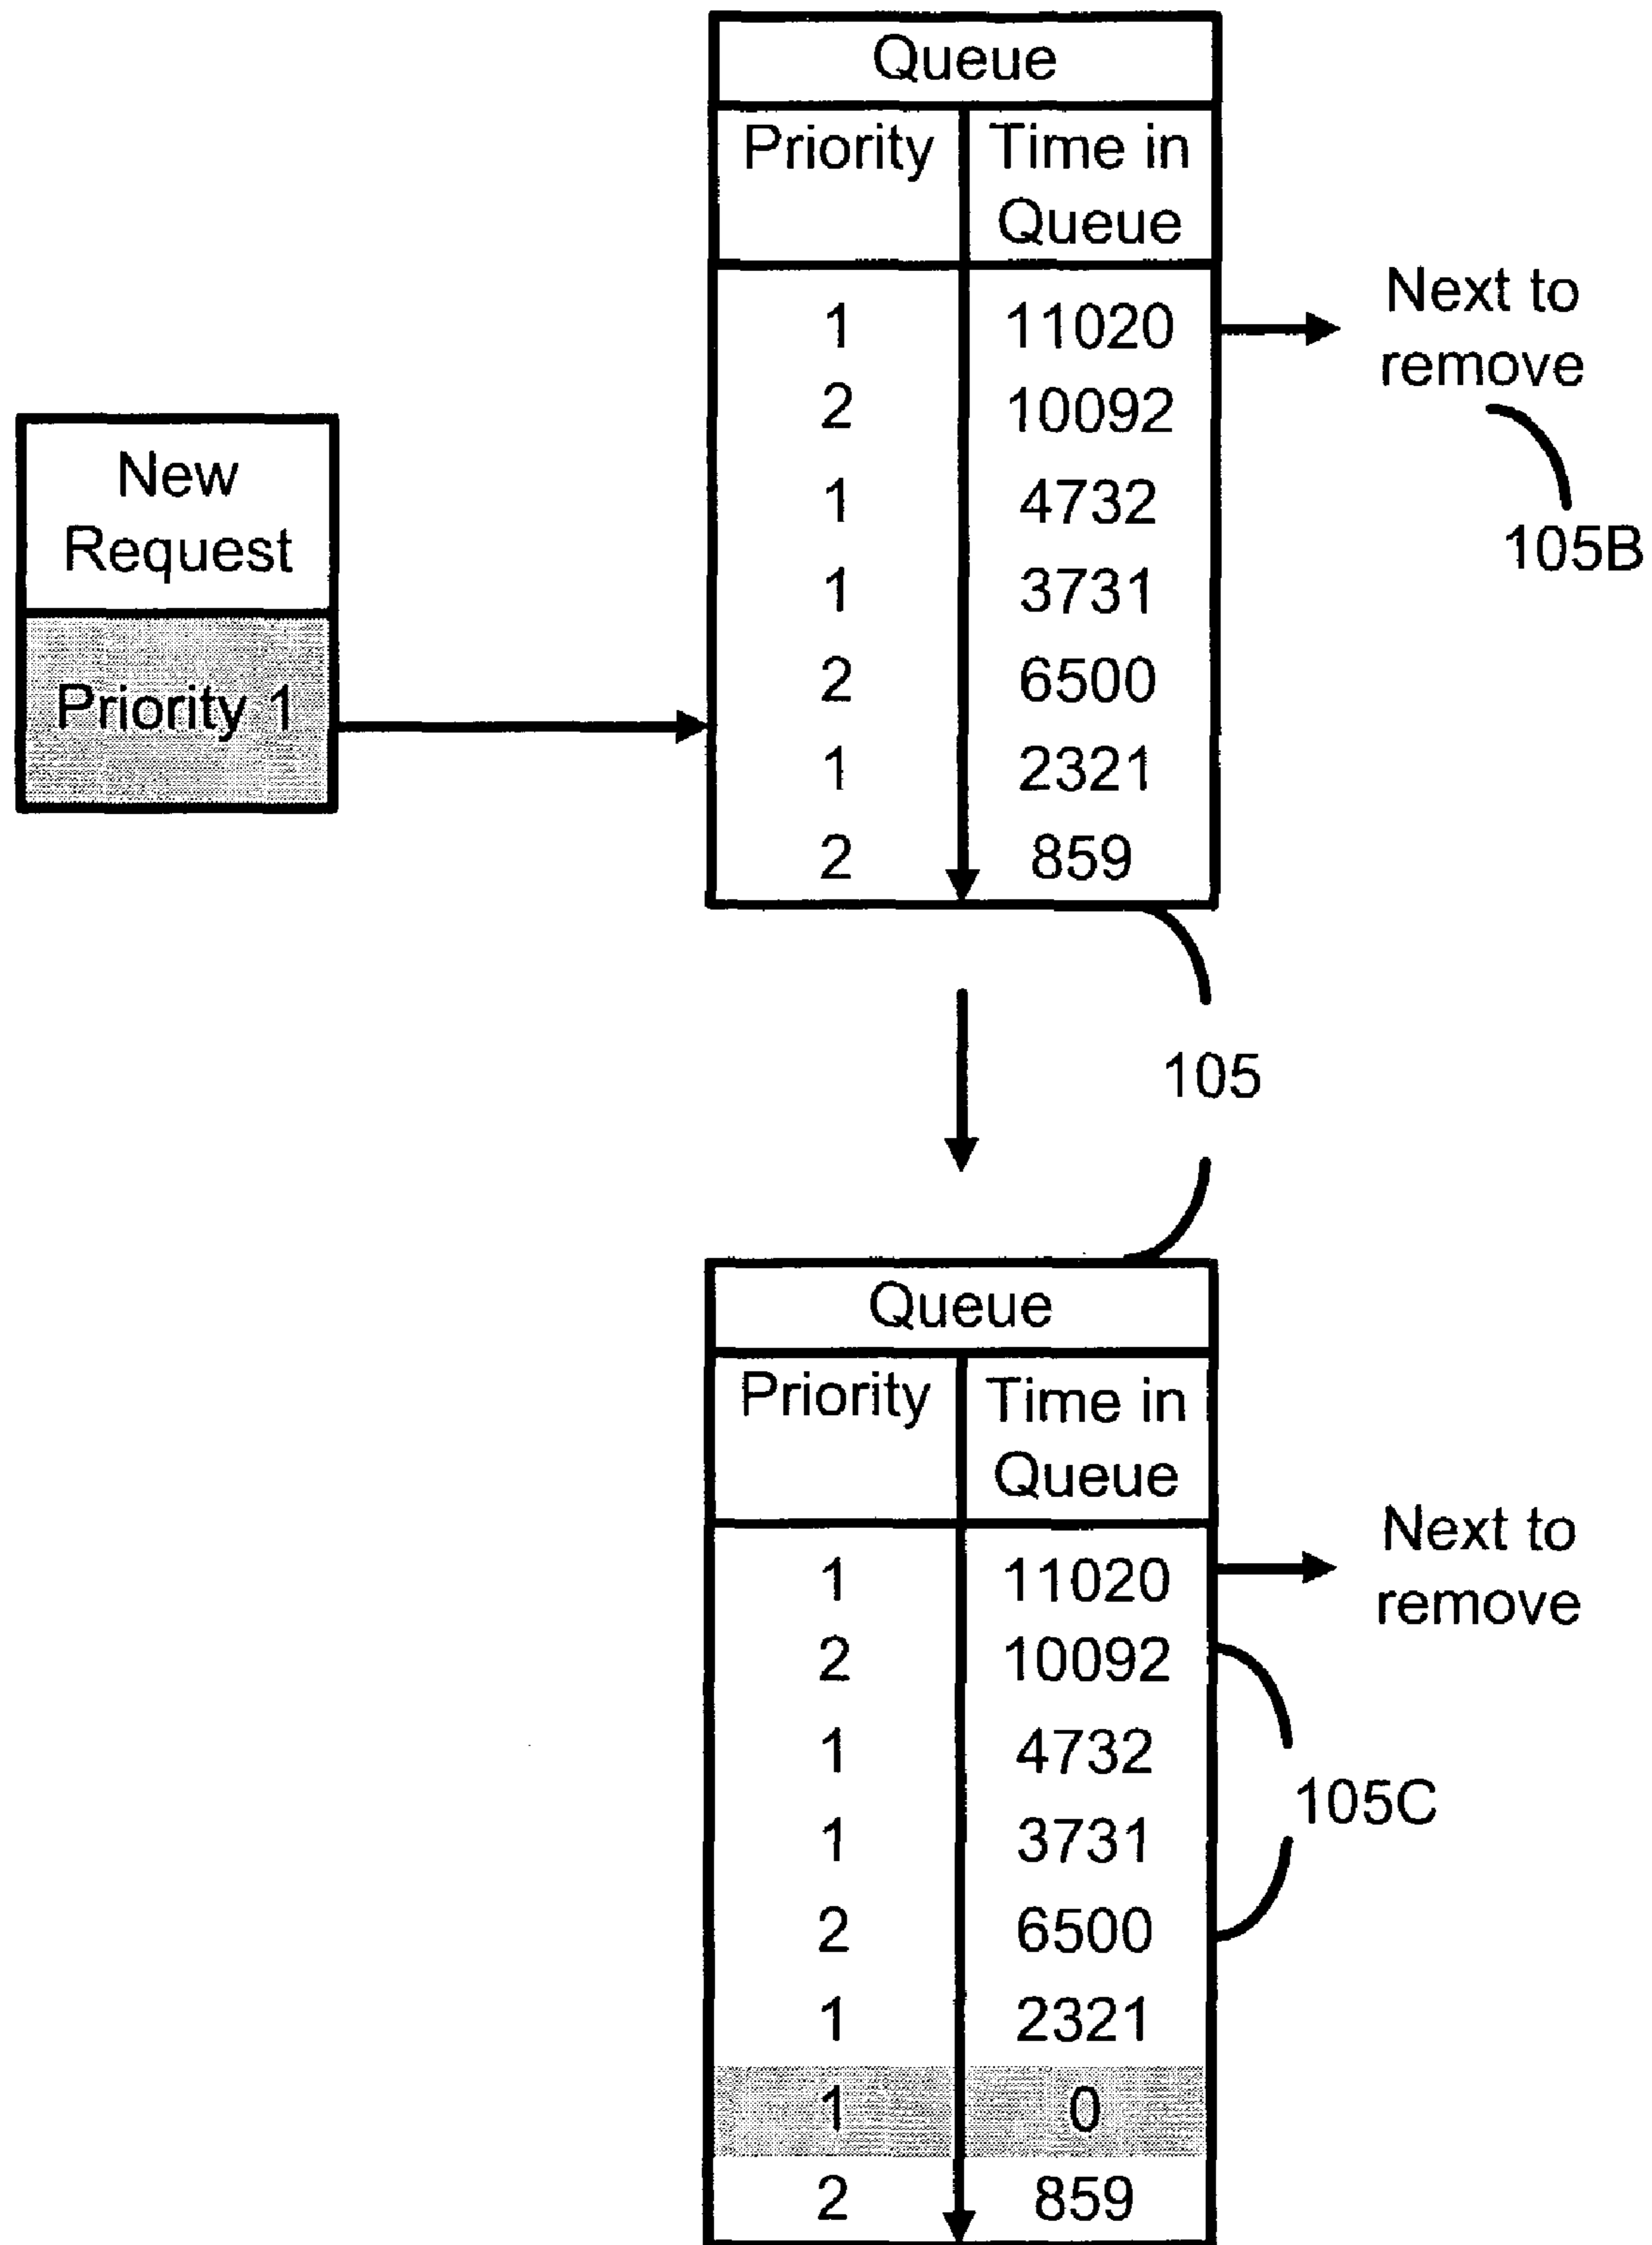 Queue
Priority Time in
Queue
1 11020
2 10092
1 4732
1 3731
2 6500
1 2321
2 859
Next to
remove
105B
New
Request
Priority 1
105
Queue
Priority Time in
Queue
1 11020
2 10092
1 4732
1 3731
2 6500
1 2321
1 0
2 859
Next to
remove
105C